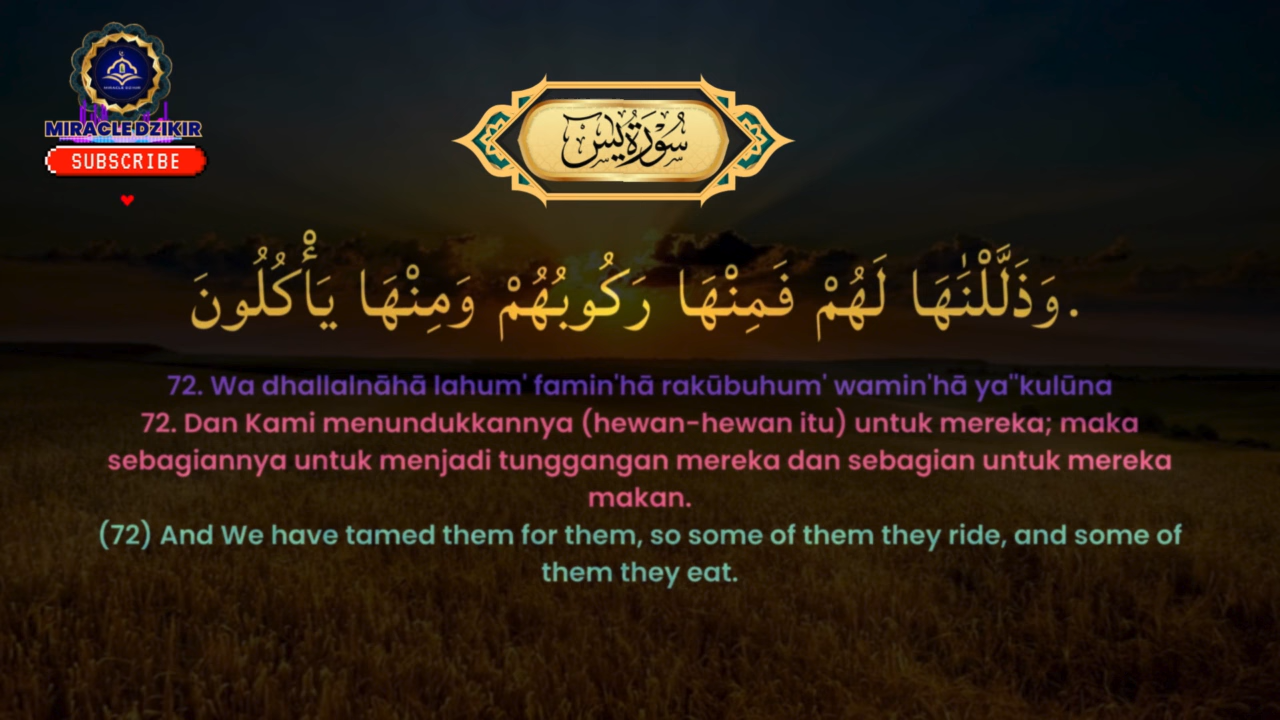 MIRACLE DZIKIR
SUBSCRIBE
سُوْرَةُ يٰسٓ
وَذَلَّلْنَٰهَا لَهُمْ فَمِنْهَا رَكُوبُهُمْ وَمِنْهَا يَأْكُلُونَ.
72. Wa dhallalnāhā lahum' famin'hā rakūbuhum' wamin'hā ya"kulūna
72. Dan Kami menundukkannya (hewan-hewan itu) untuk mereka; maka
sebagiannya untuk menjadi tunggangan mereka dan sebagian untuk mereka
makan.
(72) And We have tamed them for them, so some of them they ride, and some of
them they eat.